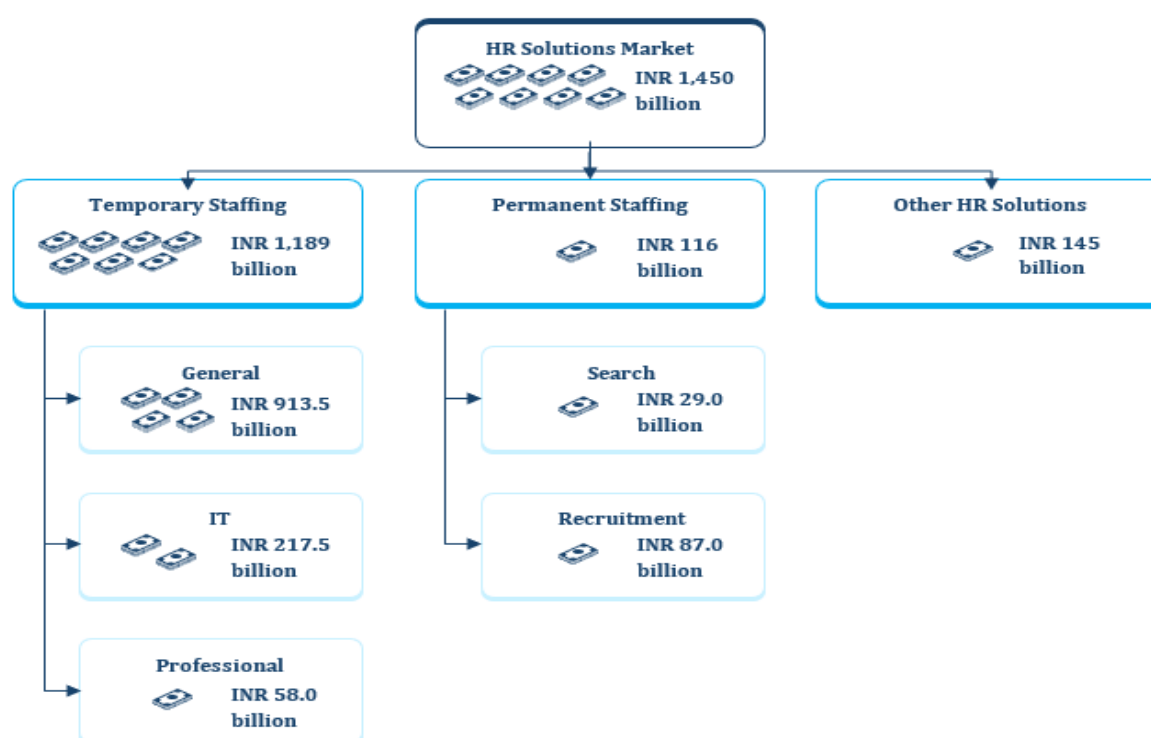 HR Solutions Market
INR 1,450
billion
Temporary Staffing
INR 1,189
billion
Permanent Staffing
INR 116
billion
Other HR Solutions
INR 145
billion
General
INR 913.5
billion
Search
INR 29.0
billion
IT
INR 217.5
billion
Recruitment
INR 87.0
billion
Professional
INR 58.0
billion